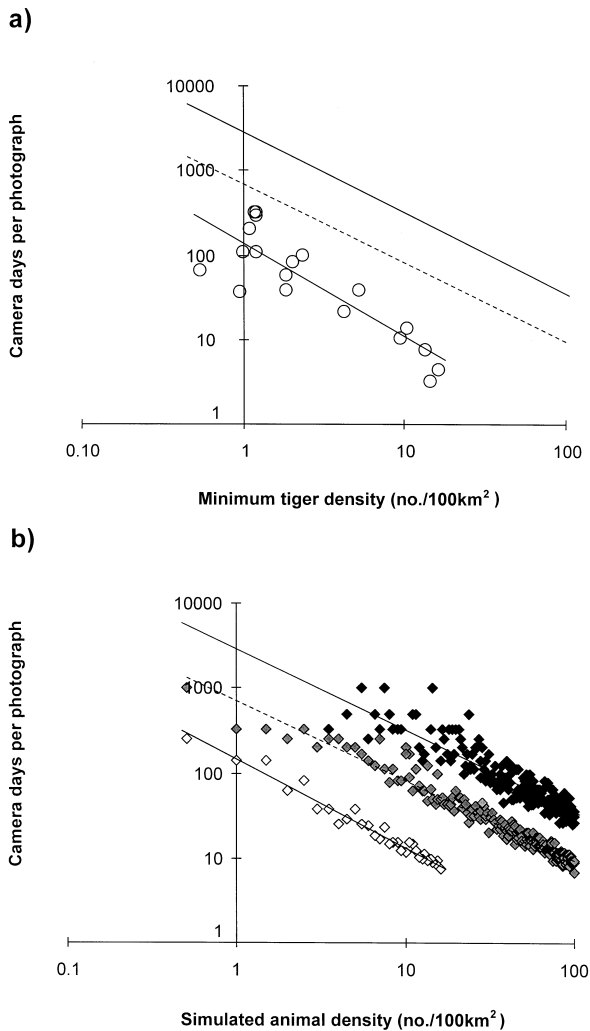 a)
Camera days per photograph
10000
1000
100
10
1
0.10 1 10 100
Minimum tiger density (no./100km²)
b)
Camera days per photograph
10000
1000
100
10
1
0.1 1 10 100
Simulated animal density (no./100km²)